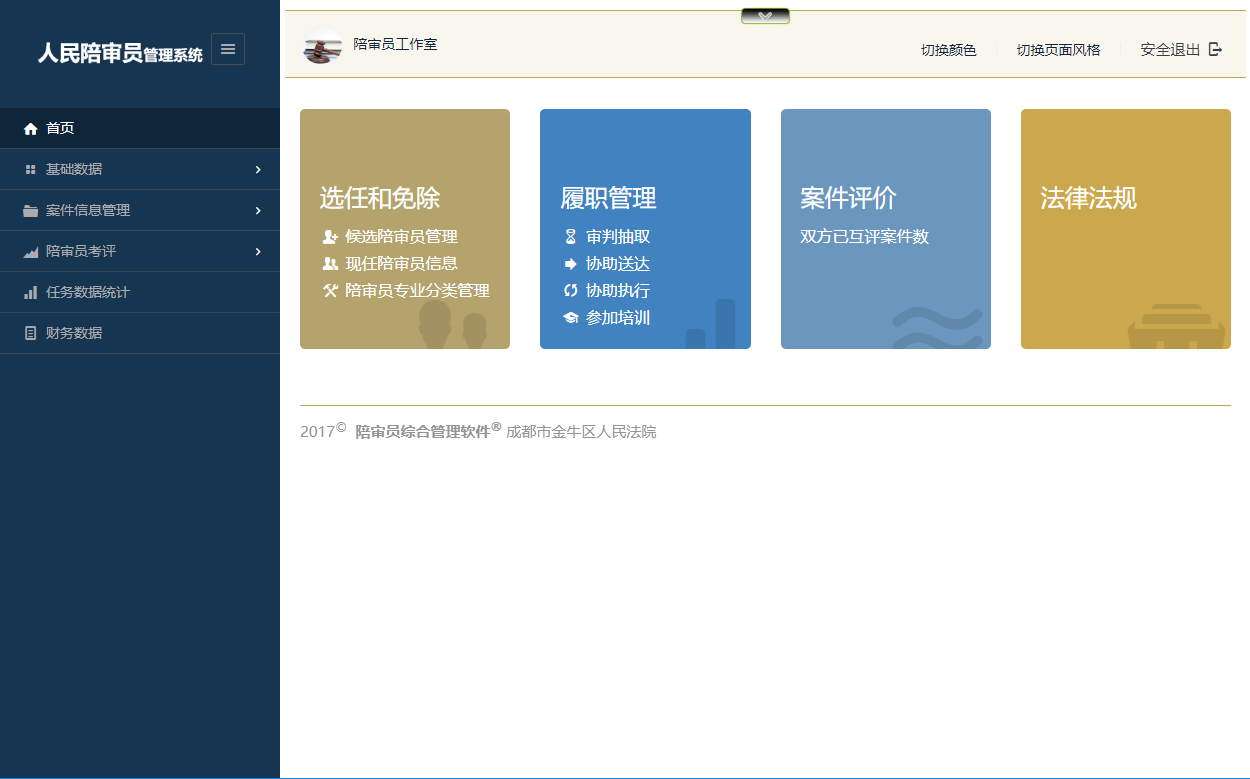 人民陪审员管理系统
陪审员工作室
切换颜色
切换页面风格
安全退出
首页
基础数据
案件信息管理
陪审员考评
任务数据统计
财务数据
选任和免除
候选陪审员管理
现任陪审员信息
陪审员专业分类管理
履职管理
审判抽取
协助送达
协助执行
参加培训
案件评价
双方已互评案件数
法律法规
2017© 陪审员综合管理软件® 成都市金牛区人民法院